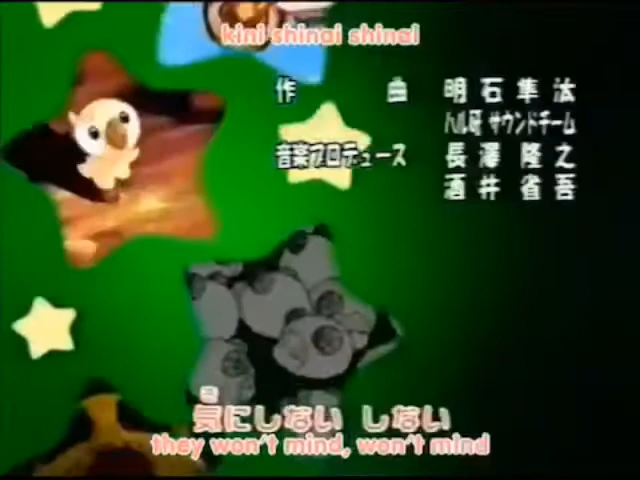 kini shinai shinai
作曲 明石隼汰
ハル研 サウンドチーム
音楽プロデュース 長澤隆之
酒井省吾
き
気にしない しない
they won't mind, won't mind